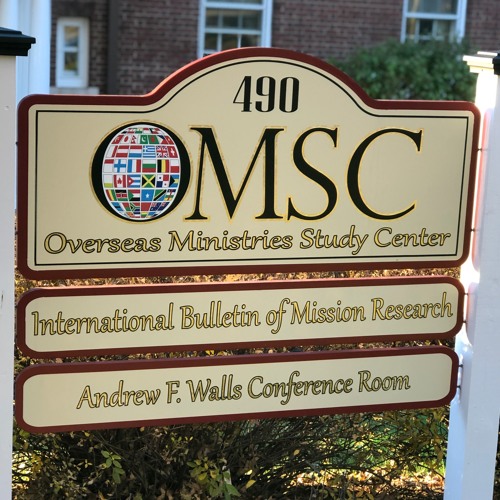 490
OMSC
Overseas Ministries Study Center
International Bulletin of Mission Research
Andrew F. Walls Conference Room